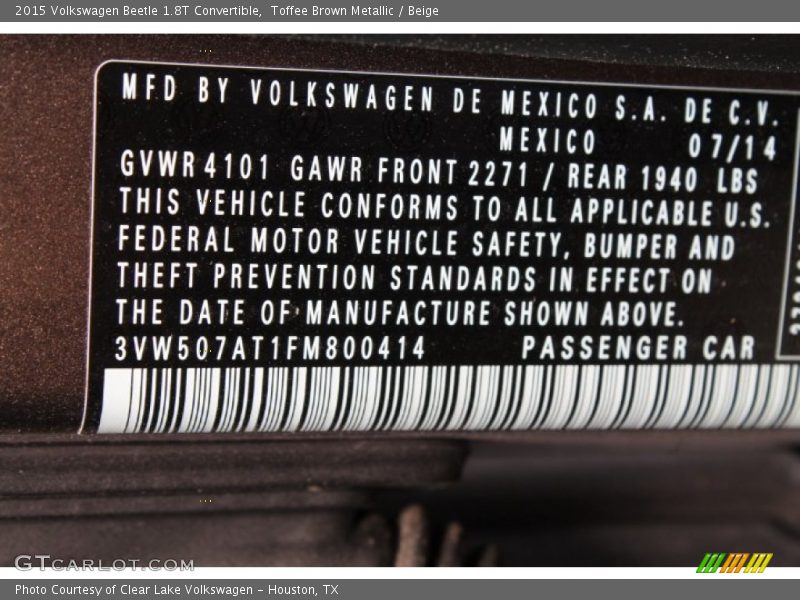 2015 Volkswagen Beetle 1.8T Convertible,  Toffee Brown Metallic / Beige
MFD BY VOLKSWAGEN DE MEXICO S.A. DE C.V.
MEXICO 07/14
GVWR 4101 GAWR FRONT 2271 / REAR 1940 LBS
THIS VEHICLE CONFORMS TO ALL APPLICABLE U.S.
FEDERAL MOTOR VEHICLE SAFETY, BUMPER AND
THEFT PREVENTION STANDARDS IN EFFECT ON
THE DATE OF MANUFACTURE SHOWN ABOVE.
3VW507AT1FM800414 PASSENGER CAR
GTCARLOT.COM
Photo Courtesy of Clear Lake Volkswagen - Houston, TX